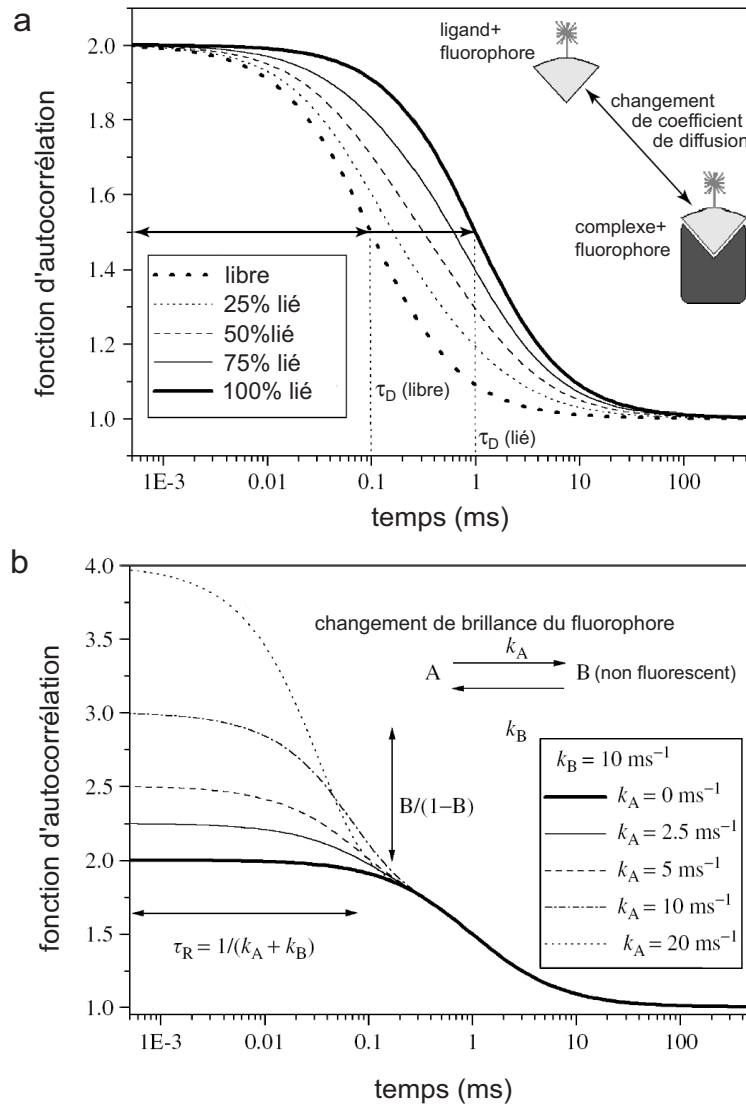 a
fonction d'autocorrélation
2.0
1.8
1.6
1.4
1.2
1.0
ligand+
fluorophore
changement
de coefficient
de diffusion
complexe+
fluorophore
libre
25% lié
50%lié
75% lié
100% lié
τD (libre)
τD (lié)
1E-3 0.01 0.1 1 10 100
temps (ms)
b
fonction d'autocorrélation
4.0
3.5
3.0
2.5
2.0
1.5
1.0
changement de brillance du fluorophore
kA
A B (non fluorescent)
kB
B/(1–B)
τR = 1/(kA + kB)
kB = 10 ms⁻¹
kA = 0 ms⁻¹
kA = 2.5 ms⁻¹
kA = 5 ms⁻¹
kA = 10 ms⁻¹
kA = 20 ms⁻¹
1E-3 0.01 0.1 1 10 100
temps (ms)